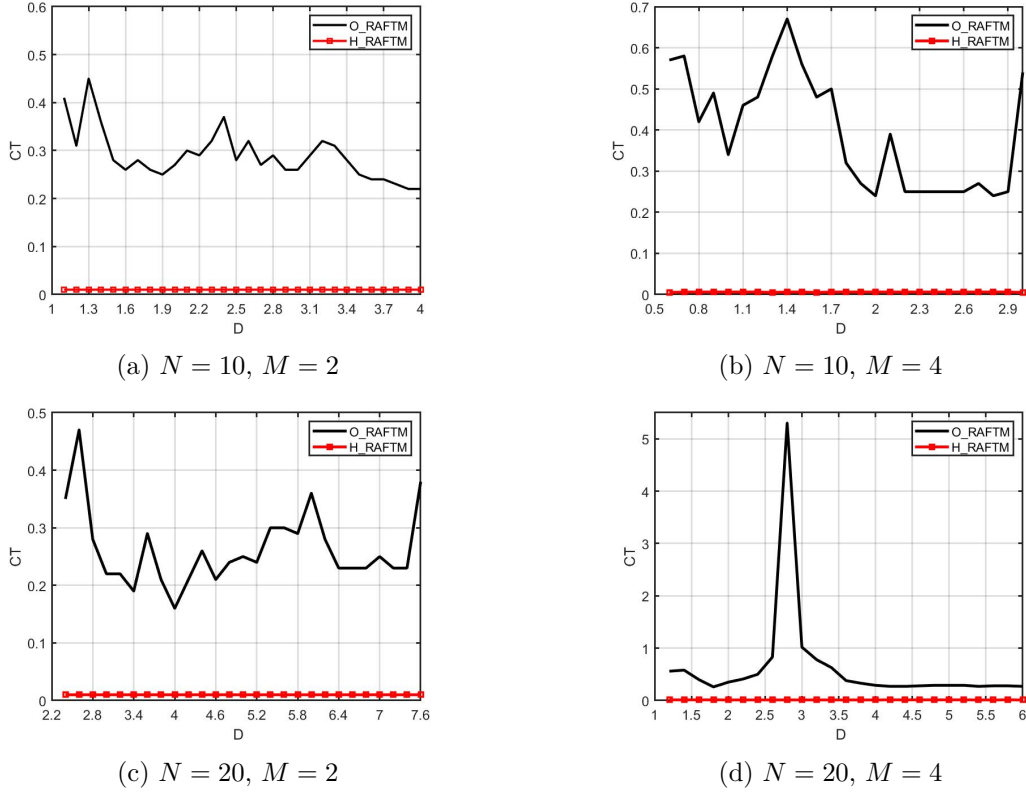 0.6
0.5
0.4
0.3
0.2
0.1
0
CT
O_RAFTM
H_RAFTM
1 1.3 1.6 1.9 2.2 2.5 2.8 3.1 3.4 3.7 4
D
(a) N = 10, M = 2
0.7
0.6
0.5
0.4
0.3
0.2
0.1
0
CT
O_RAFTM
H_RAFTM
0.5 0.8 1.1 1.4 1.7 2 2.3 2.6 2.9
D
(b) N = 10, M = 4
0.5
0.4
0.3
0.2
0.1
0
CT
O_RAFTM
H_RAFTM
2.2 2.8 3.4 4 4.6 5.2 5.8 6.4 7 7.6
D
(c) N = 20, M = 2
5
4
3
2
1
0
CT
O_RAFTM
H_RAFTM
1 1.5 2 2.5 3 3.5 4 4.5 5 5.5 6
D
(d) N = 20, M = 4